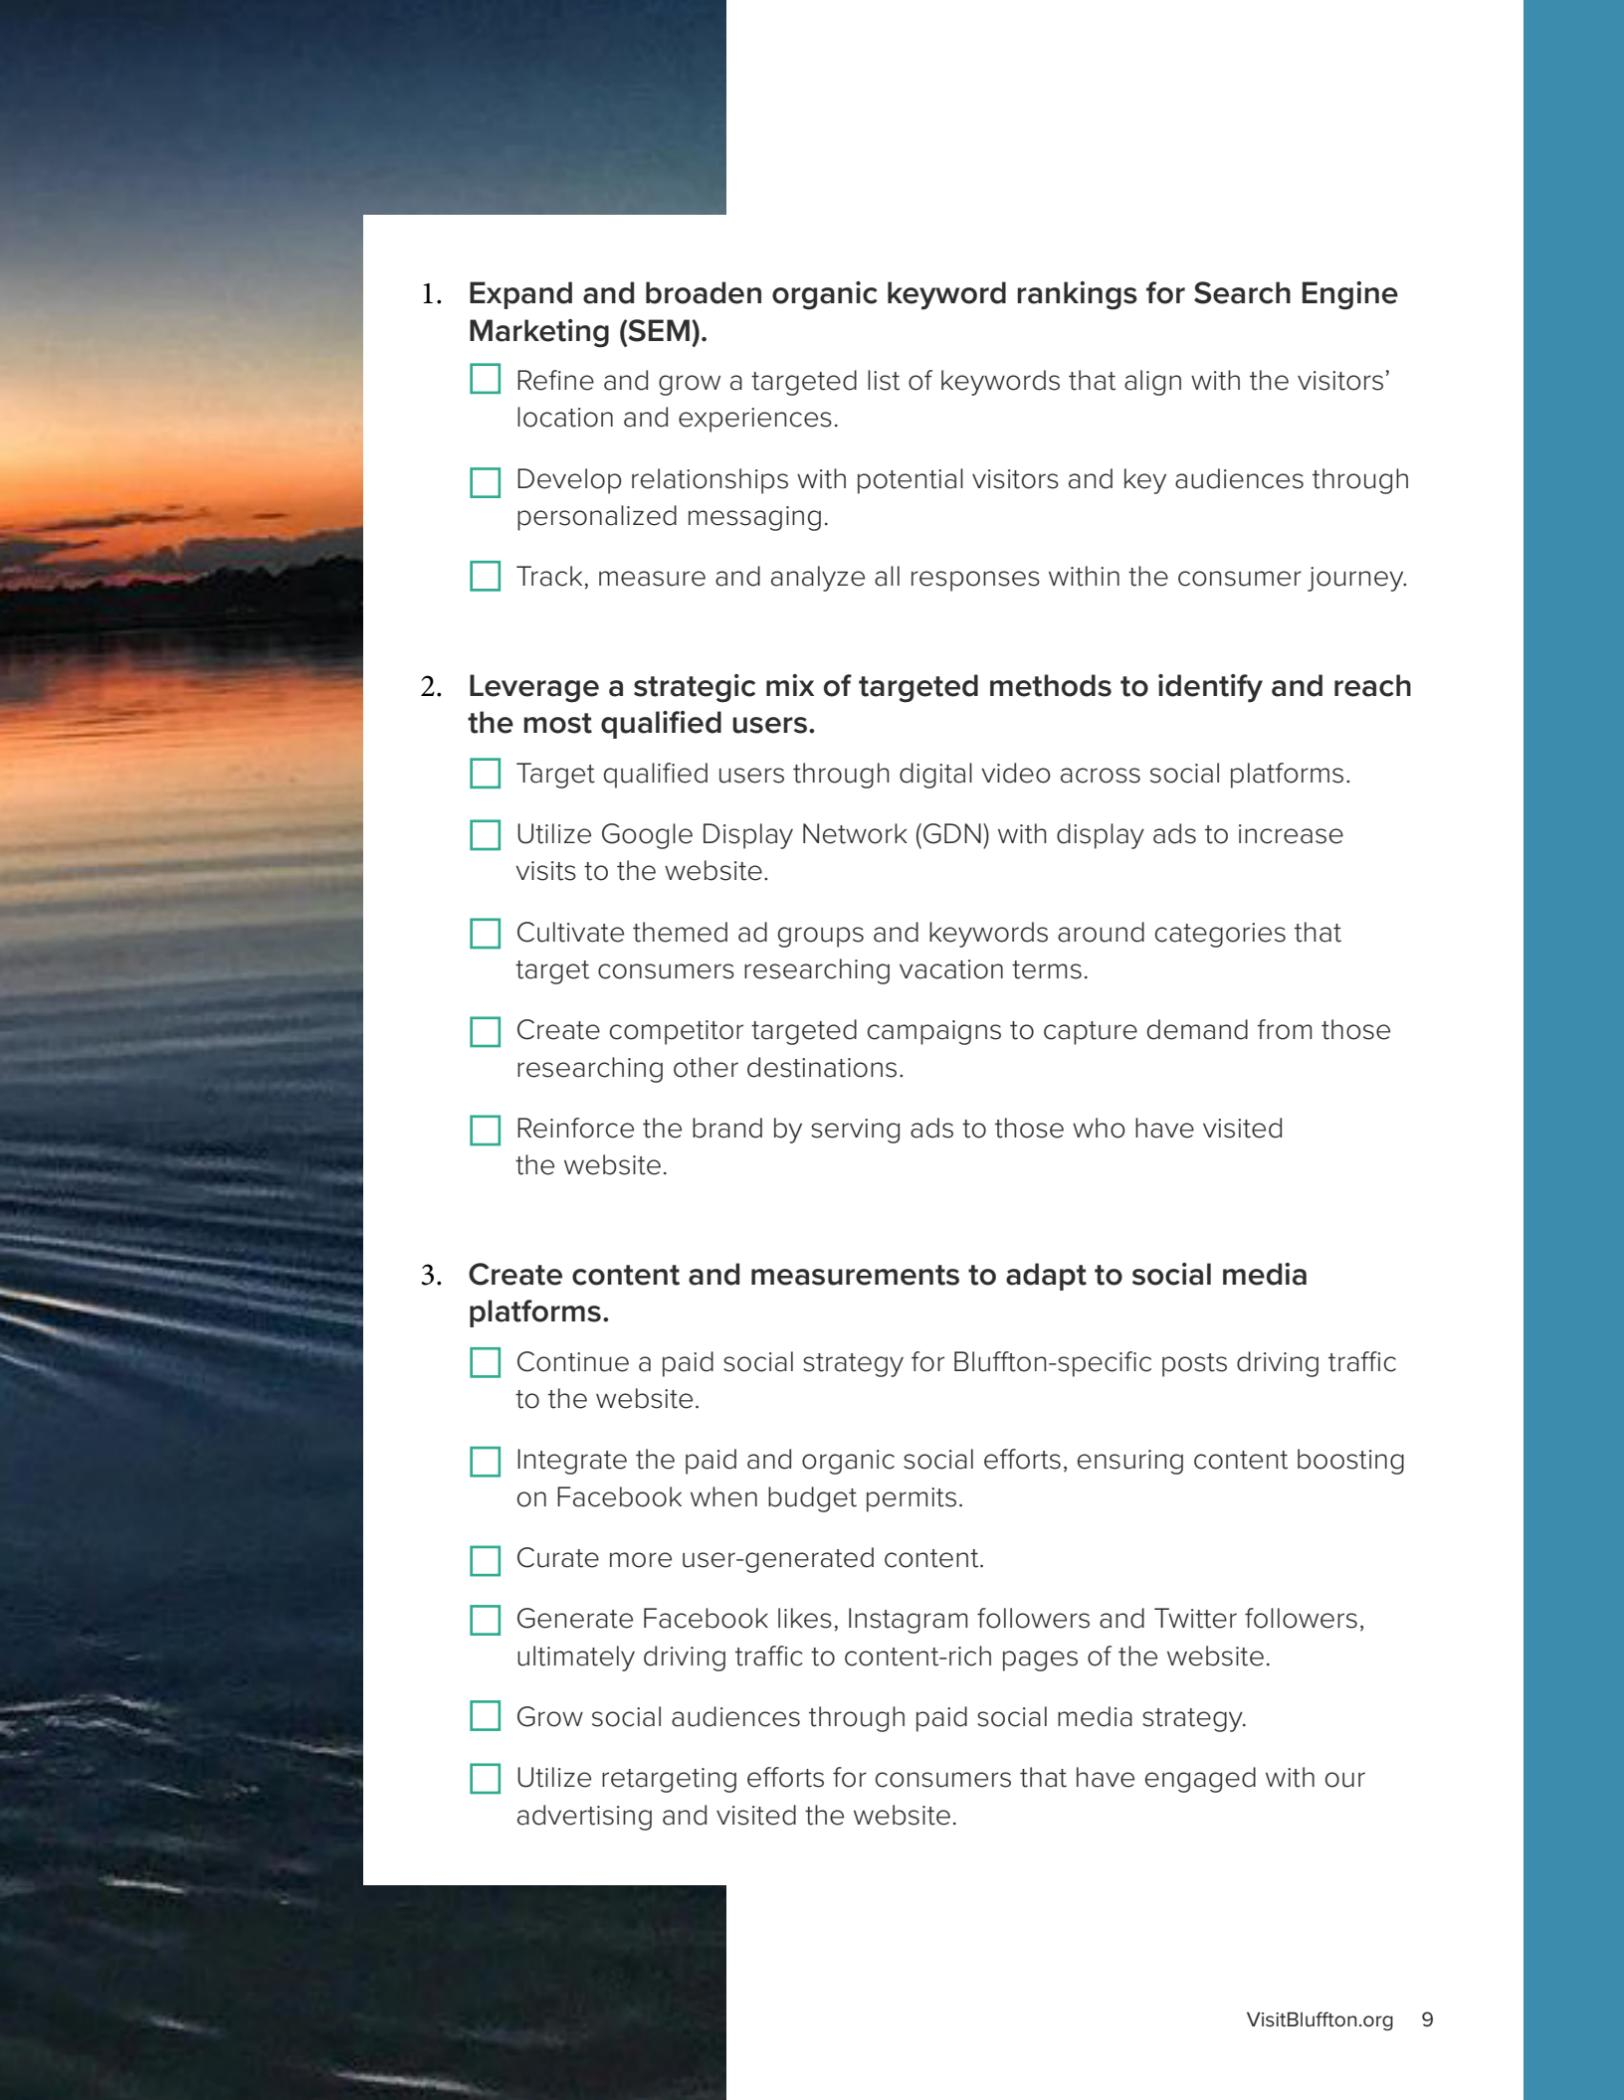 1. Expand and broaden organic keyword rankings for Search Engine
Marketing (SEM).
Refine and grow a targeted list of keywords that align with the visitors’
location and experiences.
Develop relationships with potential visitors and key audiences through
personalized messaging.
Track, measure and analyze all responses within the consumer journey.
2. Leverage a strategic mix of targeted methods to identify and reach
the most qualified users.
Target qualified users through digital video across social platforms.
Utilize Google Display Network (GDN) with display ads to increase
visits to the website.
Cultivate themed ad groups and keywords around categories that
target consumers researching vacation terms.
Create competitor targeted campaigns to capture demand from those
researching other destinations.
Reinforce the brand by serving ads to those who have visited
the website.
3. Create content and measurements to adapt to social media
platforms.
Continue a paid social strategy for Bluffton-specific posts driving traffic
to the website.
Integrate the paid and organic social efforts, ensuring content boosting
on Facebook when budget permits.
Curate more user-generated content.
Generate Facebook likes, Instagram followers and Twitter followers,
ultimately driving traffic to content-rich pages of the website.
Grow social audiences through paid social media strategy.
Utilize retargeting efforts for consumers that have engaged with our
advertising and visited the website.
VisitBluffton.org 9